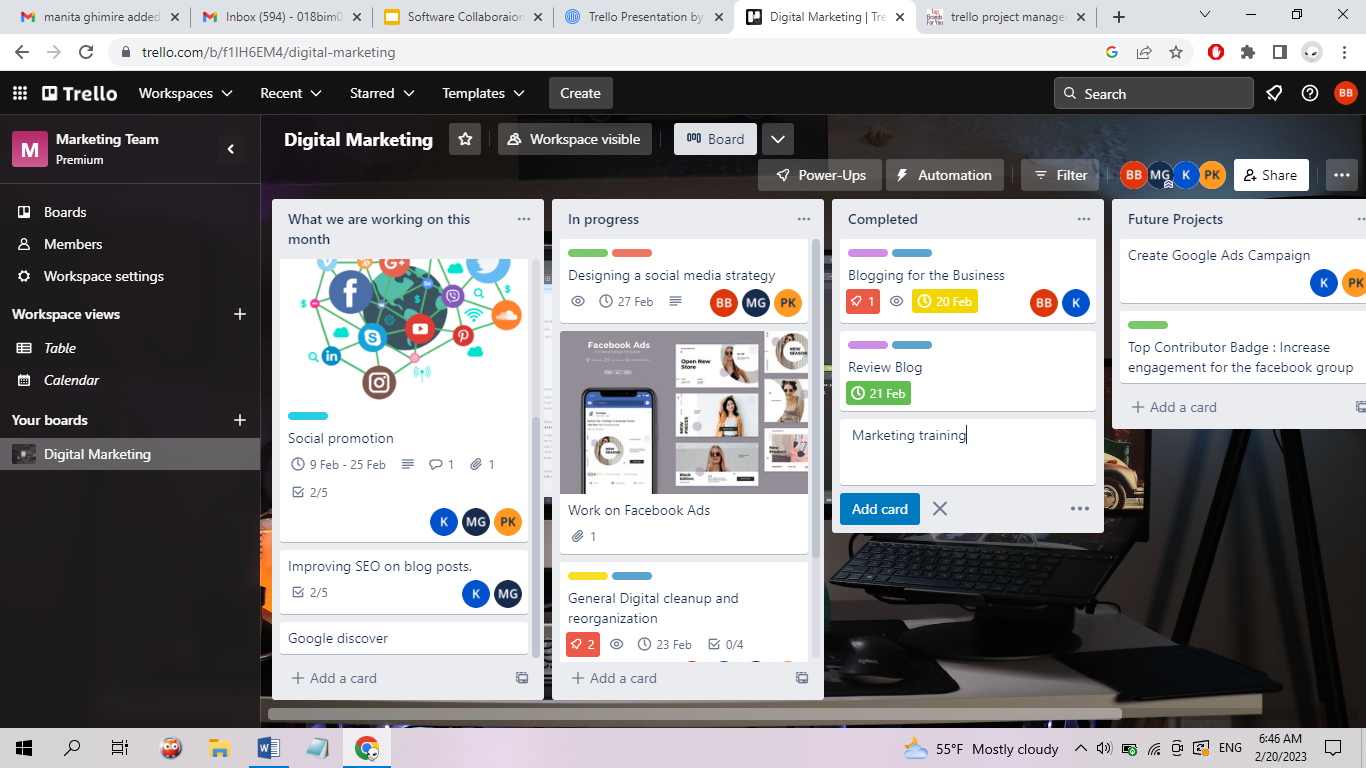 manita ghimire added
Inbox (594) - 018bim0
Software Collaboraion
Trello Presentation by
Digital Marketing | Tre
trello project manage
trello.com/b/f1lH6EM4/digital-marketing
Trello
Workspaces
Recent
Starred
Templates
Create
Search
BB
M
Marketing Team
Premium
Digital Marketing
Workspace visible
Board
Power-Ups
Automation
Filter
BB
MG
K
PK
Share
Boards
Members
Workspace settings
Workspace views
Table
Calendar
Your boards
Digital Marketing
What we are working on this
month
Social promotion
9 Feb - 25 Feb
1
1
2/5
K
MG
PK
Improving SEO on blog posts.
2/5
K
MG
Google discover
Add a card
In progress
Designing a social media strategy
27 Feb
BB
MG
PK
Facebook Ads
Open New
Store
NEW
SEASON
Work on Facebook Ads
1
General Digital cleanup and
reorganization
2
23 Feb
0/4
Add a card
Completed
Blogging for the Business
1
20 Feb
BB
K
Review Blog
21 Feb
Marketing training
Add card
Future Projects
Create Google Ads Campaign
K
PK
Top Contributor Badge : Increase
engagement for the facebook group
Add a card
55°F Mostly cloudy
ENG
6:46 AM
2/20/2023